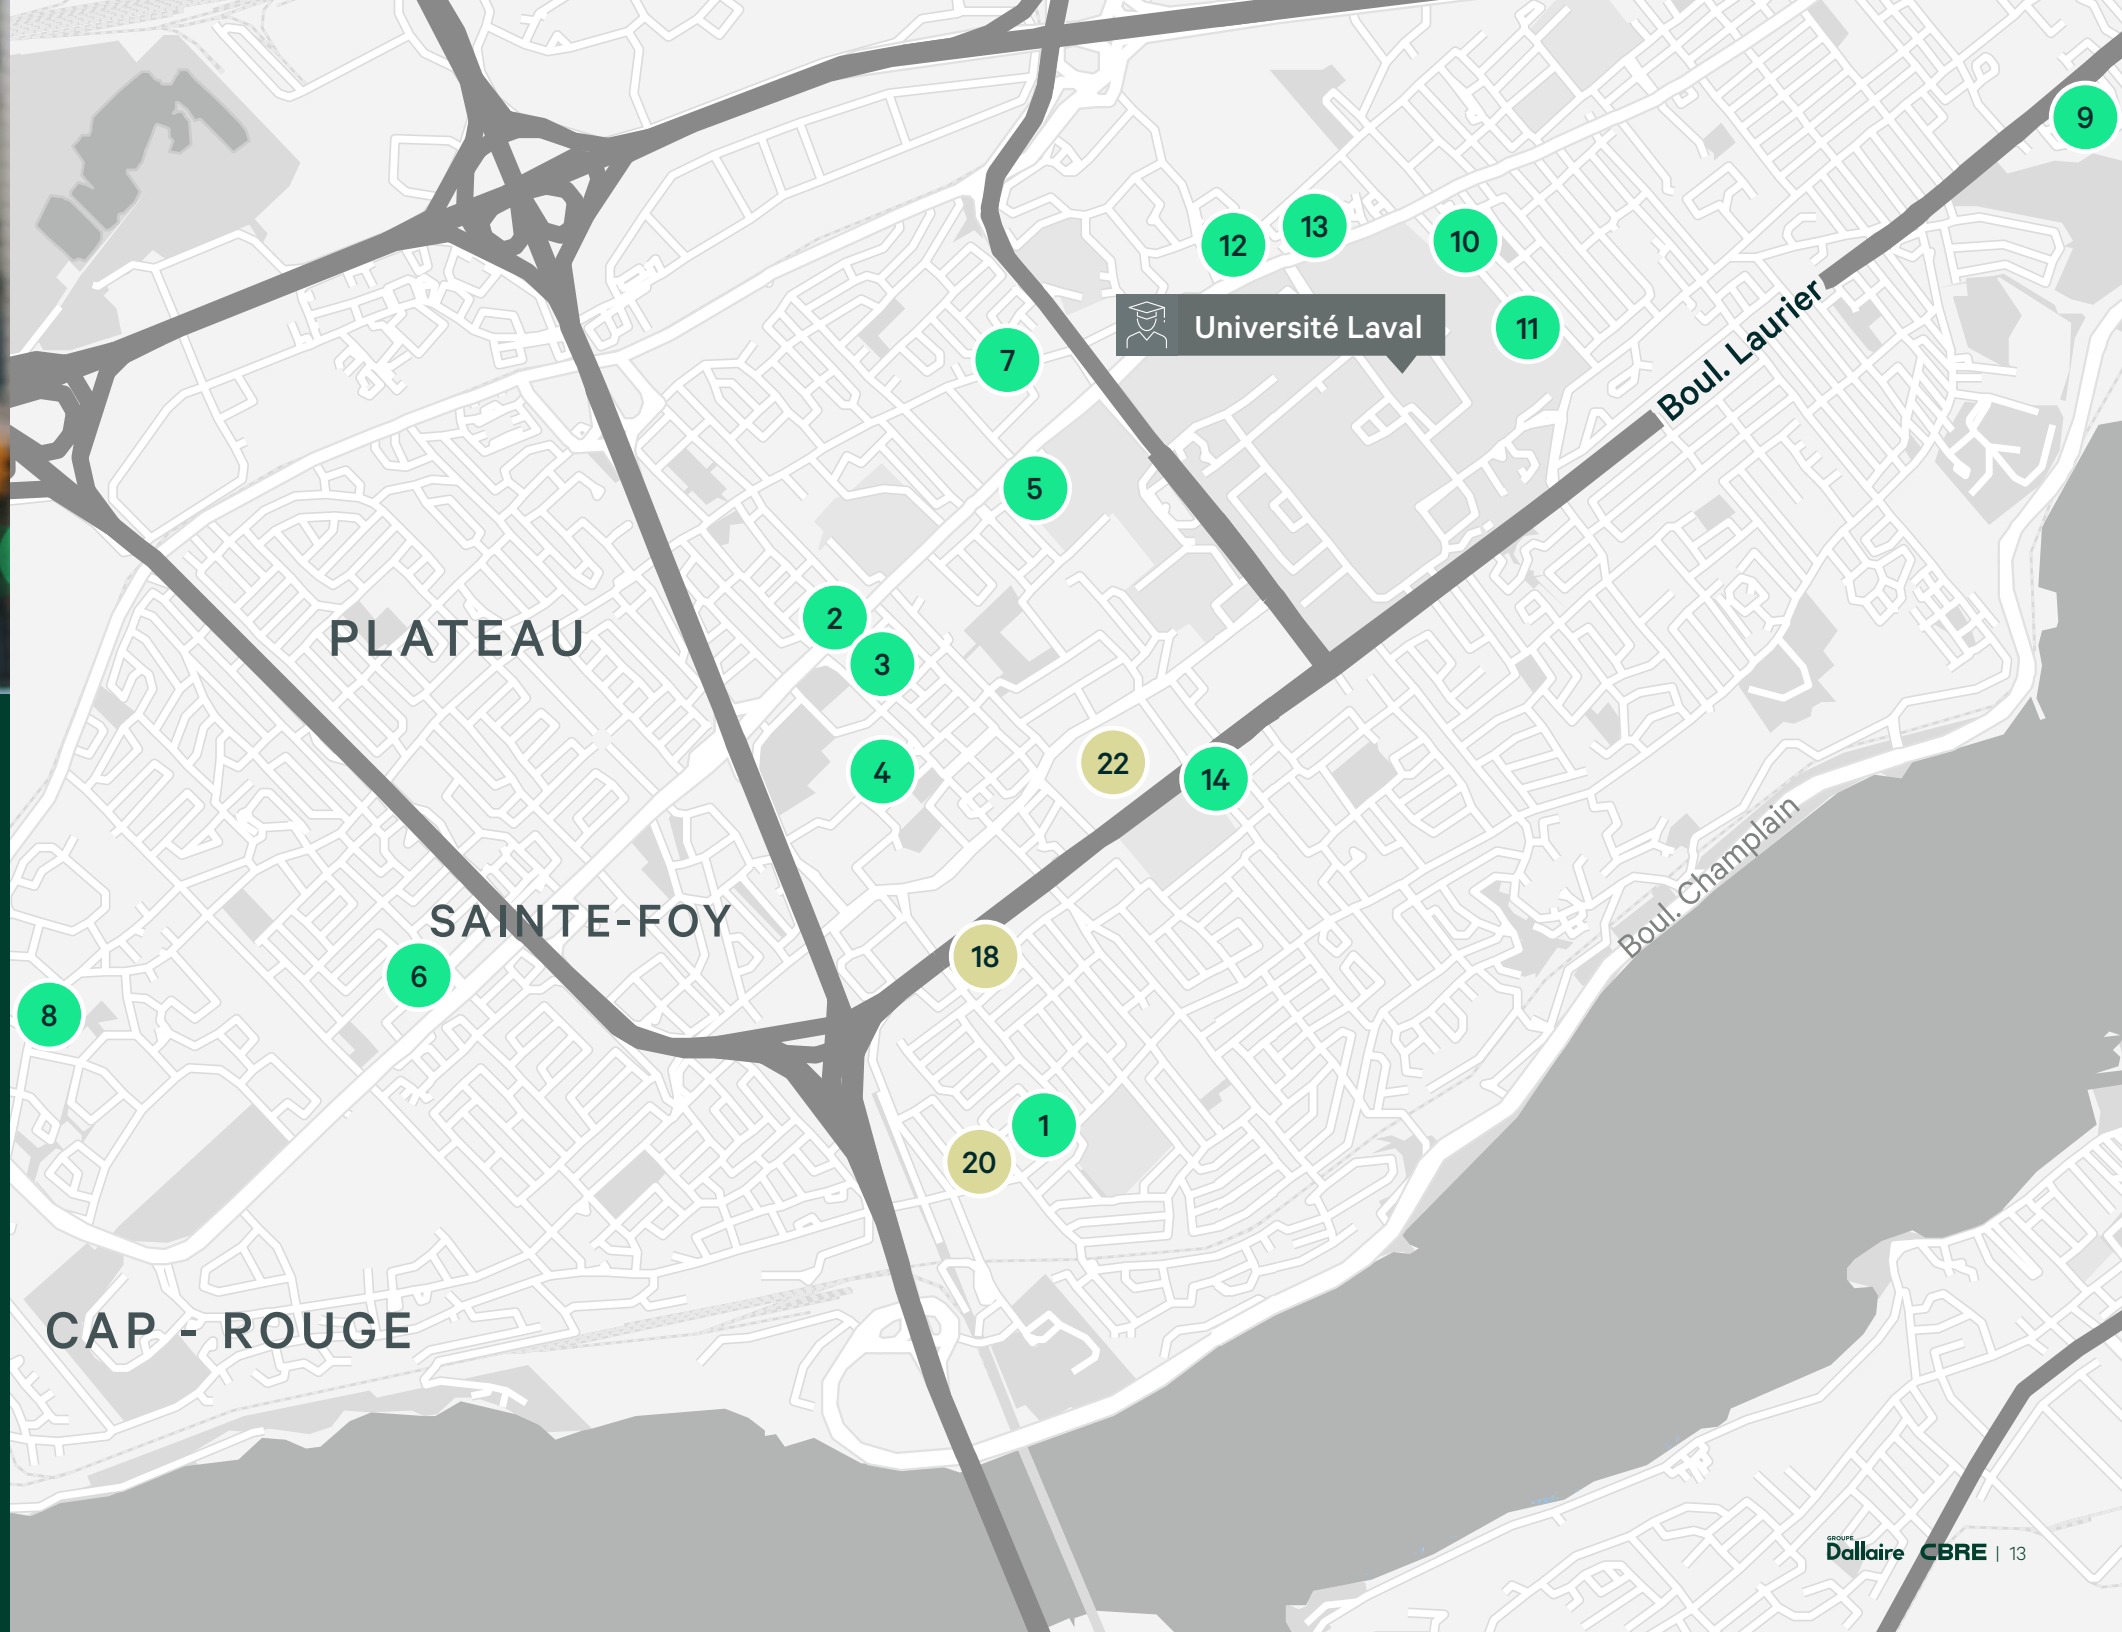 9
13
12
10
Université Laval
11
7
Boul. Laurier
5
2
PLATEAU
3
22
4
14
Boul. Champlain
SAINTE-FOY
18
6
8
1
20
CAP - ROUGE
GROUPE
Dallaire CBRE | 13